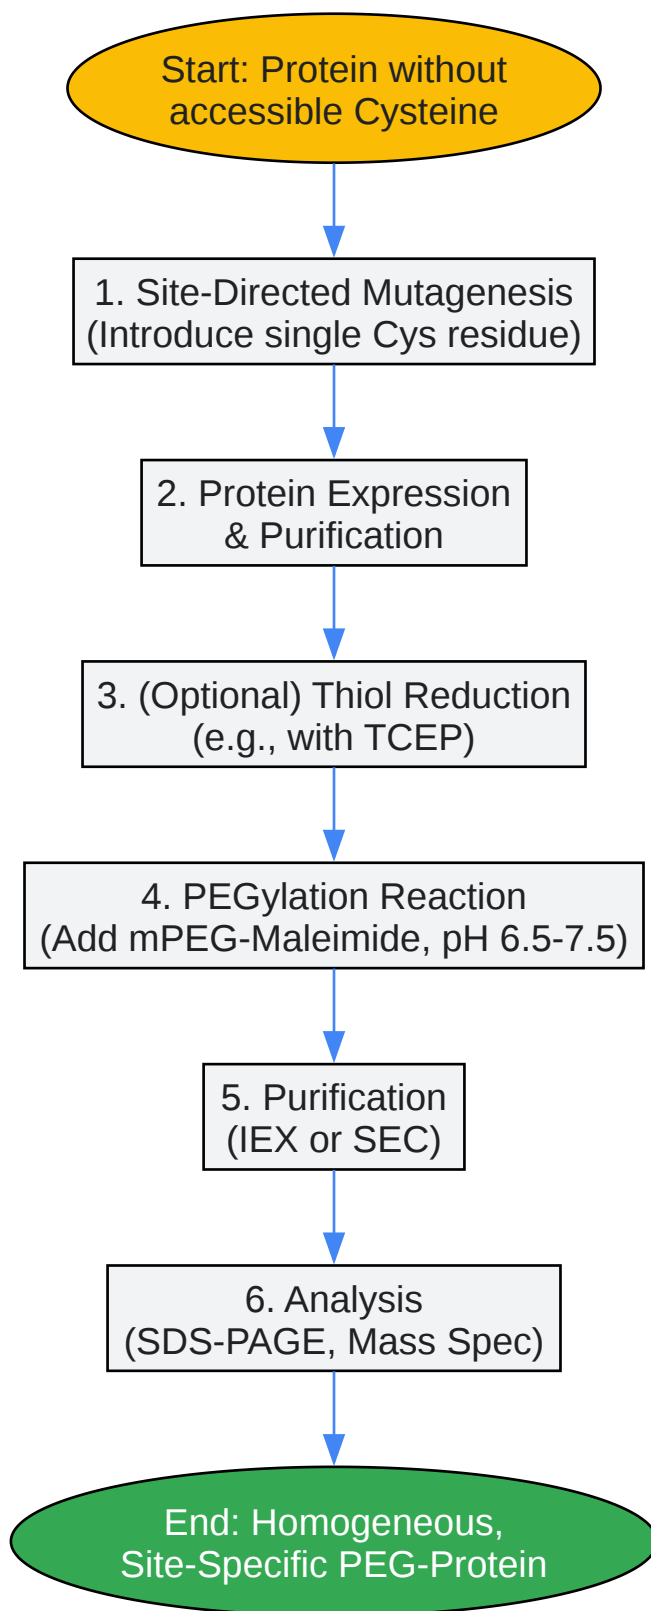 Start: Protein without
accessible Cysteine
1. Site-Directed Mutagenesis
(Introduce single Cys residue)
2. Protein Expression
& Purification
3. (Optional) Thiol Reduction
(e.g., with TCEP)
4. PEGylation Reaction
(Add mPEG-Maleimide, pH 6.5-7.5)
5. Purification
(IEX or SEC)
6. Analysis
(SDS-PAGE, Mass Spec)
End: Homogeneous,
Site-Specific PEG-Protein